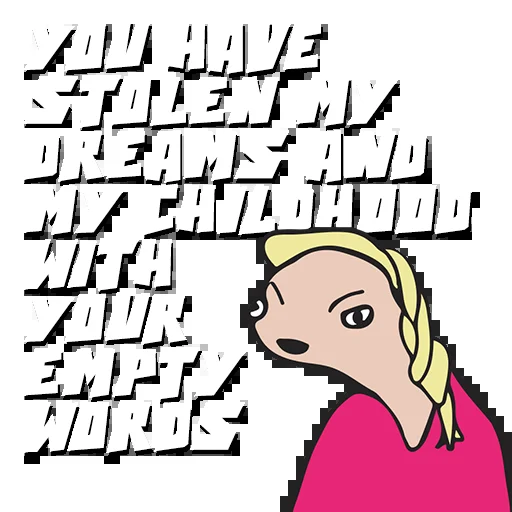 YOU HAVE
STOLEN MY
DREAMS AND
MY CHILDHOOD
WITH
YOUR
EMPTY
WORDS